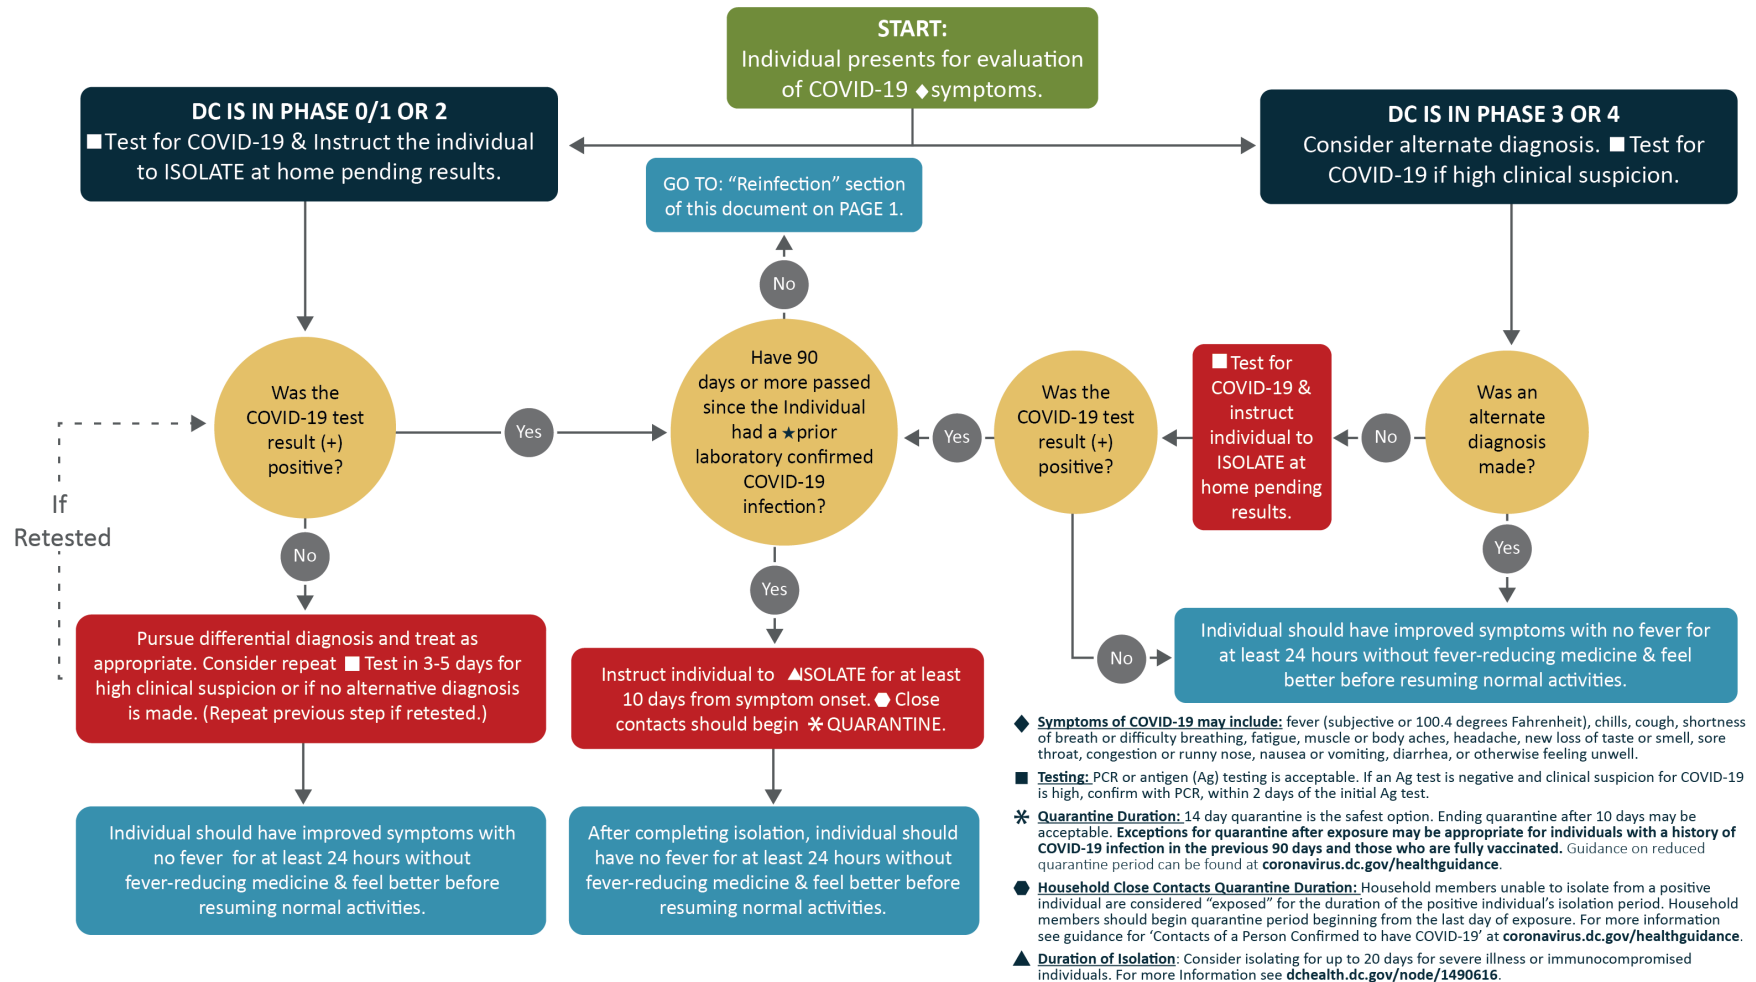 START:
Individual presents for evaluation
of COVID-19 ◆symptoms.
DC IS IN PHASE 0/1 OR 2
■Test for COVID-19 & Instruct the individual
to ISOLATE at home pending results.
DC IS IN PHASE 3 OR 4
Consider alternate diagnosis. ■ Test for
COVID-19 if high clinical suspicion.
GO TO: “Reinfection” section
of this document on PAGE 1.
No
Was the
COVID-19 test
result (+)
positive?
Yes
Have 90
days or more passed
since the Individual
had a ★prior
laboratory confirmed
COVID-19
infection?
Yes
Was the
COVID-19 test
result (+)
positive?
■ Test for
COVID-19 &
instruct
individual to
ISOLATE at
home pending
results.
No
Was an
alternate
diagnosis
made?
If
Retested
No
Yes
Yes
No
Pursue differential diagnosis and treat as
appropriate. Consider repeat ■ Test in 3-5 days for
high clinical suspicion or if no alternative diagnosis
is made. (Repeat previous step if retested.)
Instruct individual to ▲ISOLATE for at least
10 days from symptom onset. ⬣ Close
contacts should begin * QUARANTINE.
Individual should have improved symptoms with no fever for
at least 24 hours without fever-reducing medicine & feel
better before resuming normal activities.
Individual should have improved symptoms with
no fever for at least 24 hours without
fever-reducing medicine & feel better before
resuming normal activities.
After completing isolation, individual should
have no fever for at least 24 hours without
fever-reducing medicine & feel better before
resuming normal activities.
◆ Symptoms of COVID-19 may include: fever (subjective or 100.4 degrees Fahrenheit), chills, cough, shortness
of breath or difficulty breathing, fatigue, muscle or body aches, headache, new loss of taste or smell, sore
throat, congestion or runny nose, nausea or vomiting, diarrhea, or otherwise feeling unwell.
■ Testing: PCR or antigen (Ag) testing is acceptable. If an Ag test is negative and clinical suspicion for COVID-19
is high, confirm with PCR, within 2 days of the initial Ag test.
* Quarantine Duration: 14 day quarantine is the safest option. Ending quarantine after 10 days may be
acceptable. Exceptions for quarantine after exposure may be appropriate for individuals with a history of
COVID-19 infection in the previous 90 days and those who are fully vaccinated. Guidance on reduced
quarantine period can be found at coronavirus.dc.gov/healthguidance.
⬣ Household Close Contacts Quarantine Duration: Household members unable to isolate from a positive
individual are considered “exposed” for the duration of the positive individual’s isolation period. Household
members should begin quarantine period beginning from the last day of exposure. For more information
see guidance for ‘Contacts of a Person Confirmed to have COVID-19’ at coronavirus.dc.gov/healthguidance.
▲ Duration of Isolation: Consider isolating for up to 20 days for severe illness or immunocompromised
individuals. For more Information see dchealth.dc.gov/node/1490616.